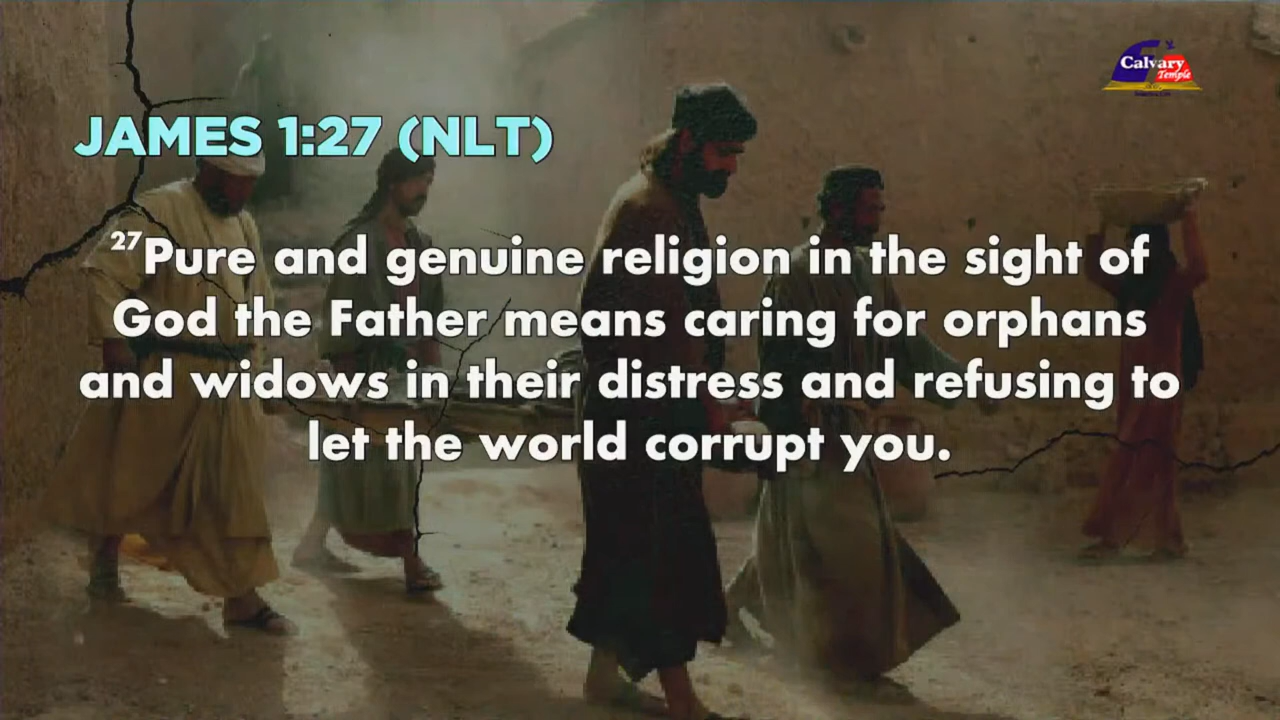 Calvary
Temple
JAMES 1:27 (NLT)
27Pure and genuine religion in the sight of
God the Father means caring for orphans
and widows in their distress and refusing to
let the world corrupt you.